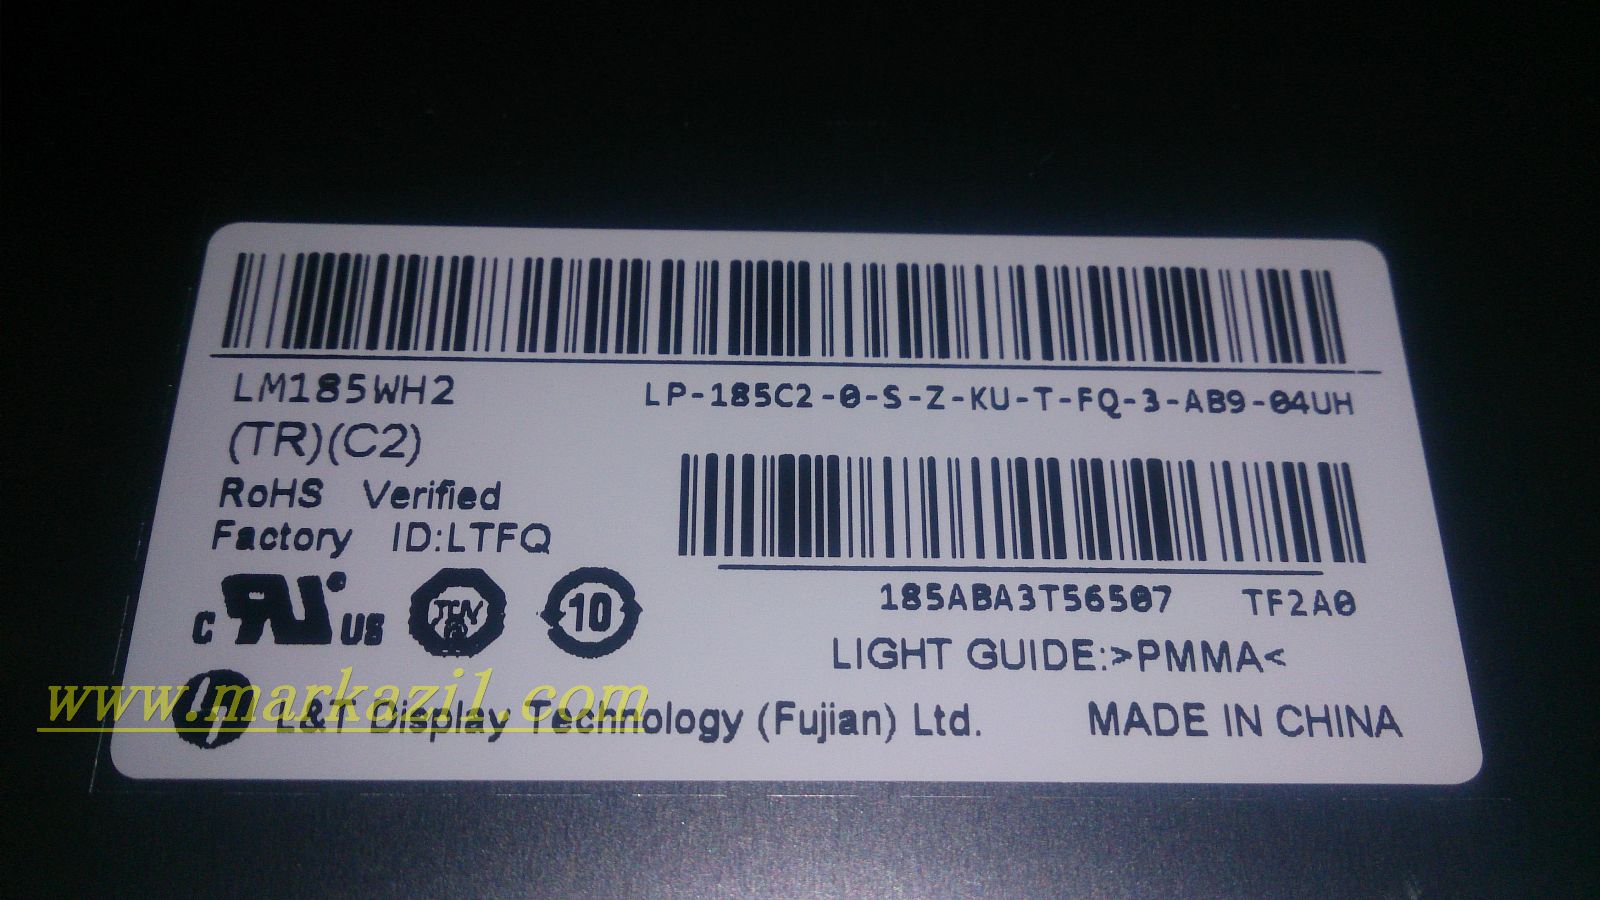 LM185WH2
LP-185C2-0-S-Z-KU-T-FQ-3-AB9-04UH
(TR)(C2)
RoHS Verified
Factory ID:LTFQ
185ABA3T56507 TF2A0
LIGHT GUIDE:>PMMA<
C US
10
www.markazi1.com
L&T Display Technology (Fujian) Ltd.
MADE IN CHINA